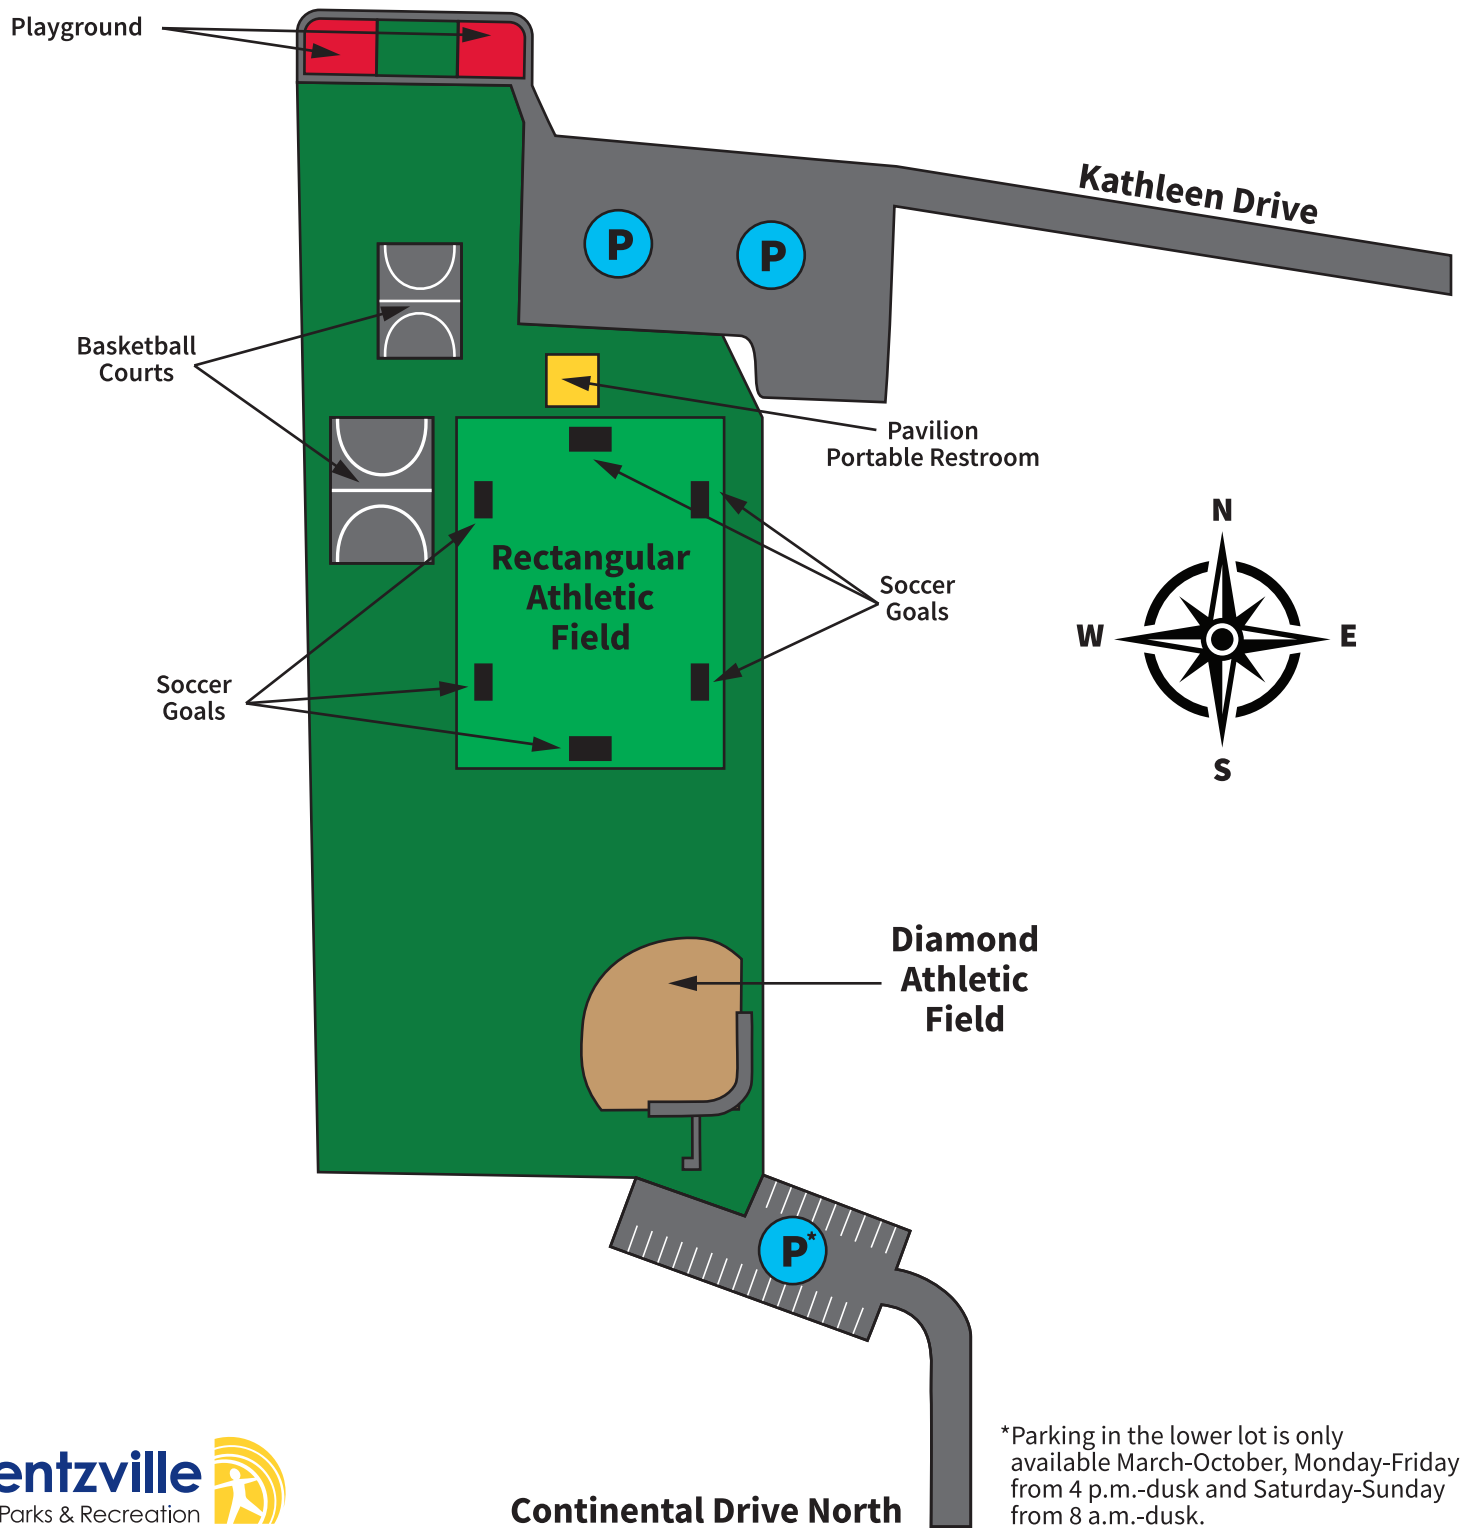 Playground
Kathleen Drive
P
P
Basketball
Courts
Pavilion
Portable Restroom
N
Rectangular
Athletic
Field
Soccer
Goals
W
E
Soccer
Goals
S
Diamond
Athletic
Field
P*
*Parking in the lower lot is only
available March-October, Monday-Friday
from 4 p.m.-dusk and Saturday-Sunday
from 8 a.m.-dusk.
entzville
Parks & Recreation
Continental Drive North